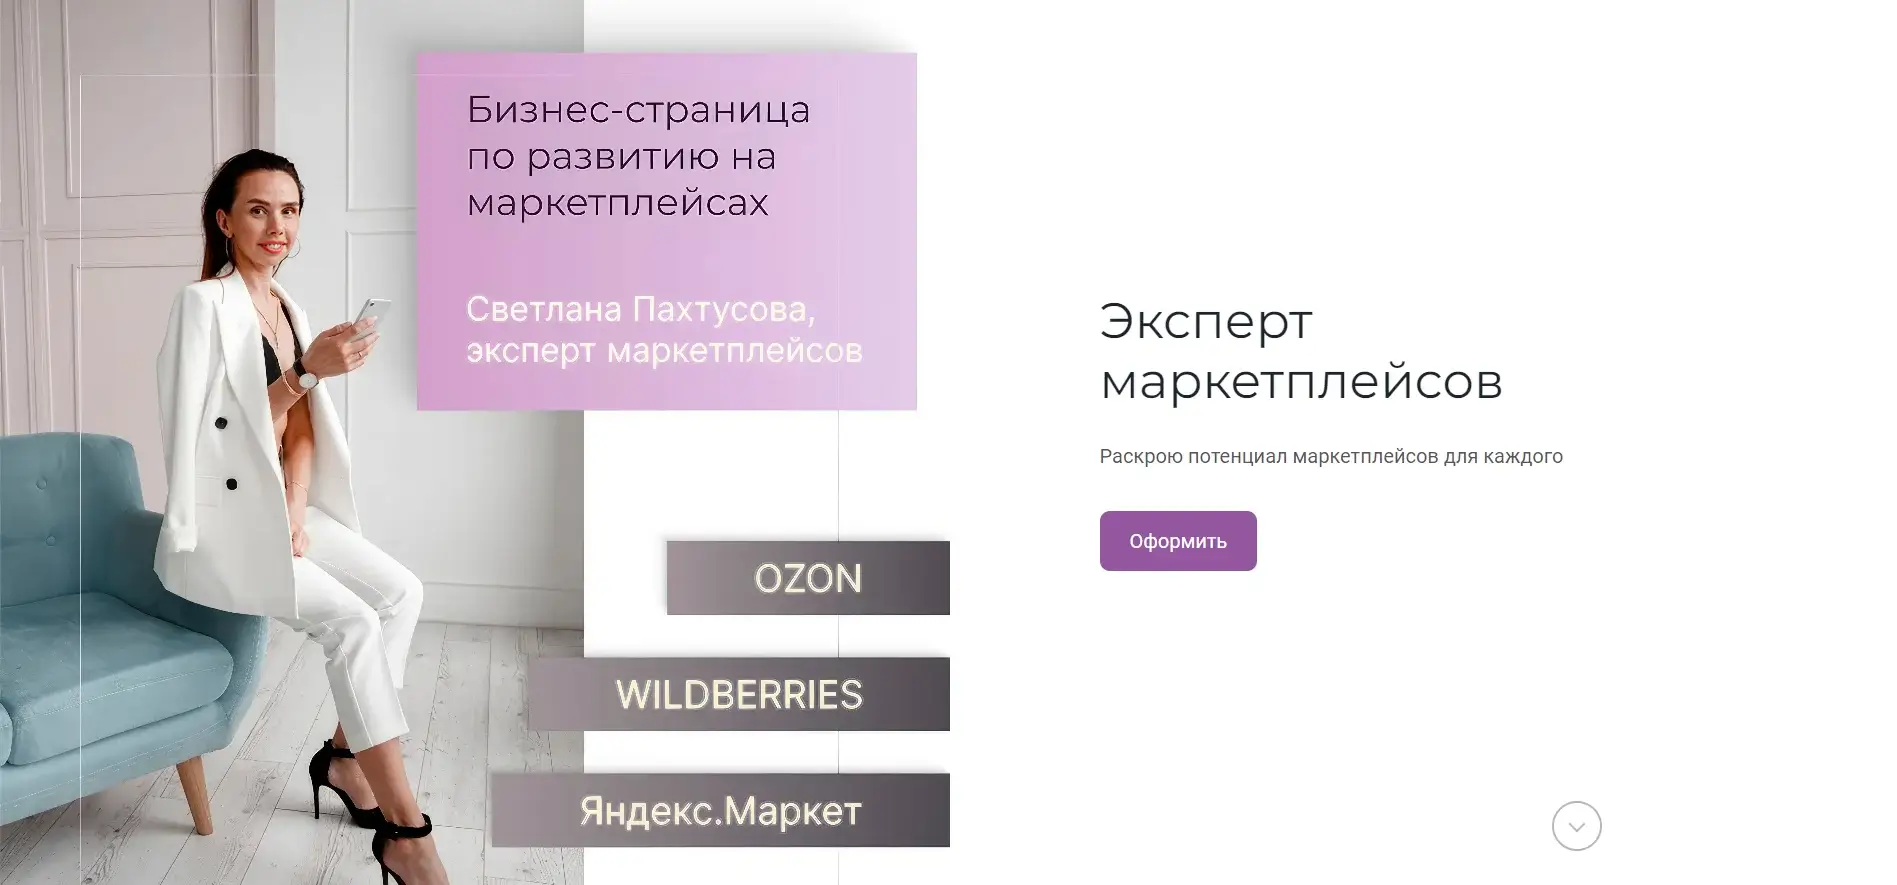 Бизнес-страница
по развитию на
маркетплейсах
Светлана Пахтусова,
эксперт маркетплейсов
OZON
WILDBERRIES
Яндекс.Маркет
Эксперт
маркетплейсов
Раскрою потенциал маркетплейсов для каждого
Оформить